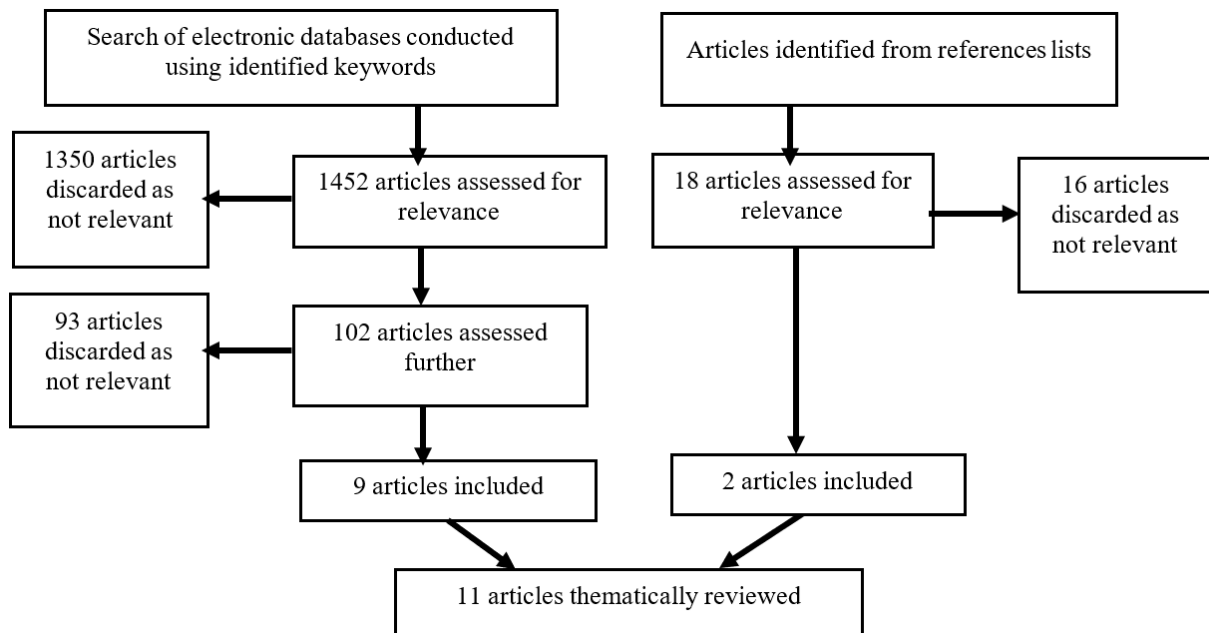 Search of electronic databases conducted
using identified keywords
Articles identified from references lists
1350 articles
discarded as
not relevant
1452 articles assessed for
relevance
18 articles assessed for
relevance
16 articles
discarded as
not relevant
93 articles
discarded as
not relevant
102 articles assessed
further
9 articles included
2 articles included
11 articles thematically reviewed